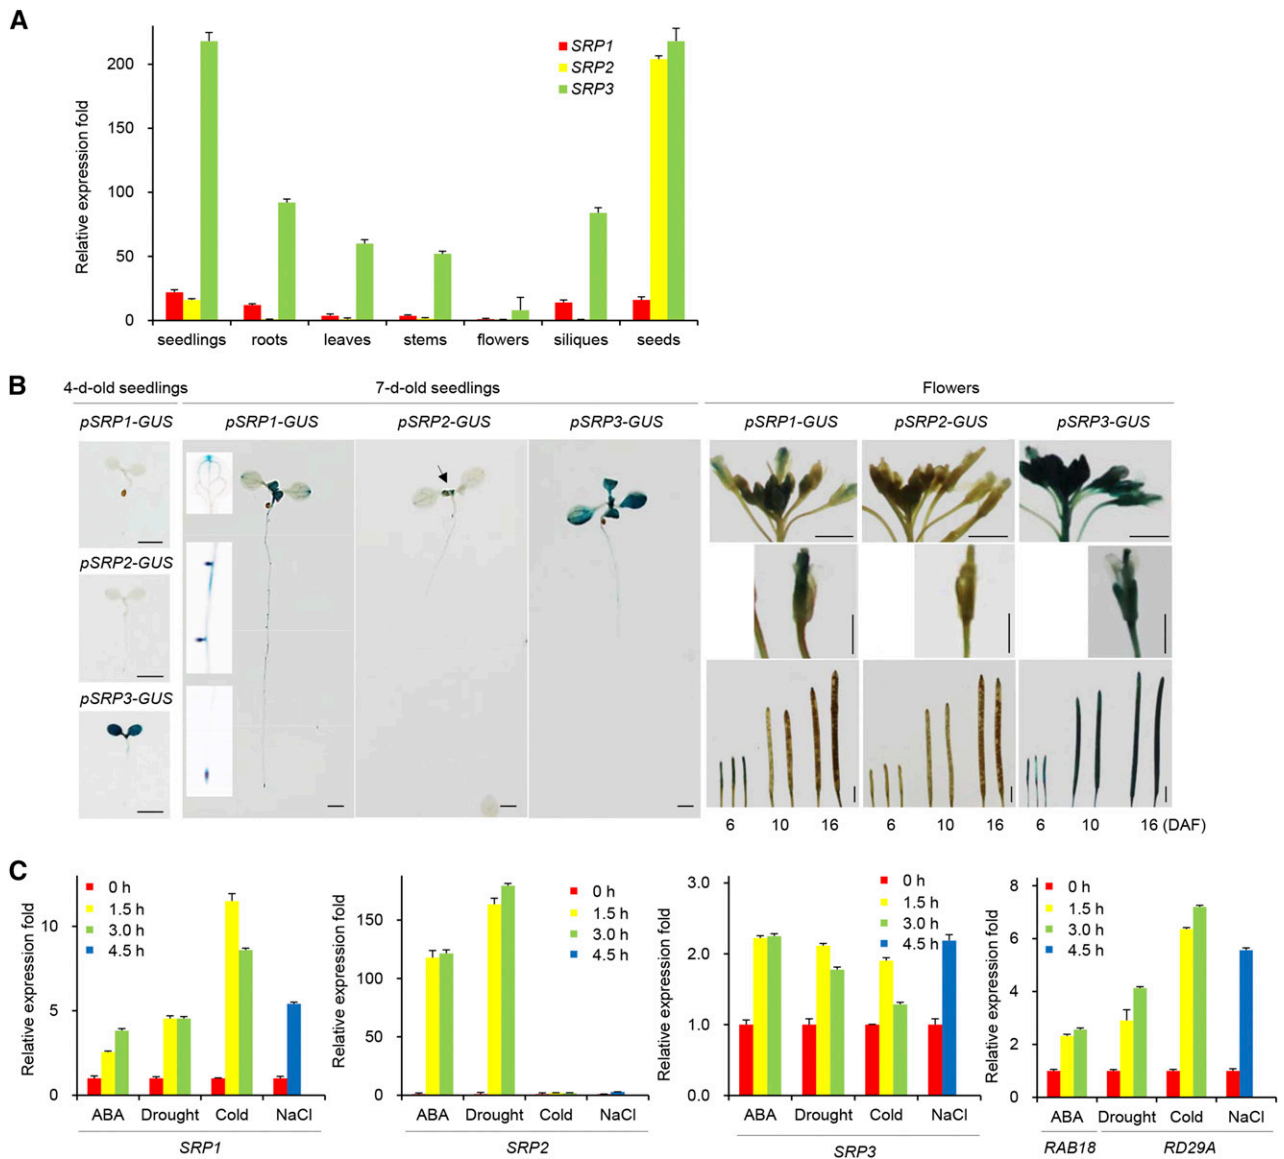 A
Relative expression fold
200
150
100
50
0
SRP1
SRP2
SRP3
seedlings roots leaves stems flowers siliques seeds
B
4-d-old seedlings 7-d-old seedlings Flowers
pSRP1-GUS pSRP1-GUS pSRP2-GUS pSRP3-GUS pSRP1-GUS pSRP2-GUS pSRP3-GUS
pSRP2-GUS
pSRP3-GUS
6 10 16 6 10 16 6 10 16 (DAF)
C
Relative expression fold
10
5
0
0 h
1.5 h
3.0 h
4.5 h
ABA Drought Cold NaCl
SRP1
Relative expression fold
150
100
50
0
0 h
1.5 h
3.0 h
4.5 h
ABA Drought Cold NaCl
SRP2
Relative expression fold
3.0
2.0
1.0
0.0
0 h
1.5 h
3.0 h
4.5 h
ABA Drought Cold NaCl
SRP3
Relative expression fold
8
6
4
2
0
0 h
1.5 h
3.0 h
4.5 h
ABA Drought Cold NaCl
RAB18 RD29A